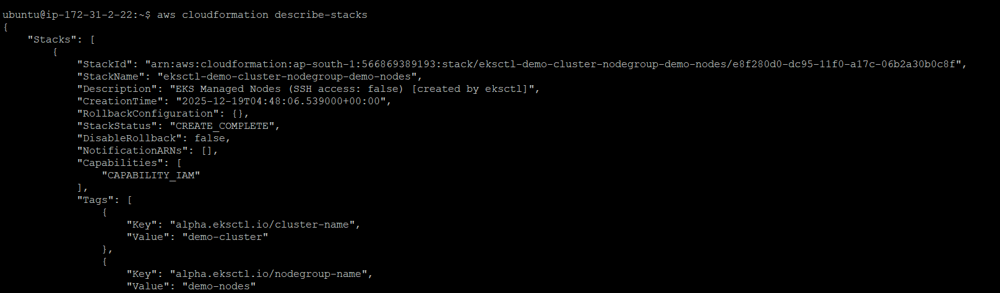 ubuntu@ip-172-31-2-22:~$ aws cloudformation describe-stacks
{
    "Stacks": [
        {
            "StackId": "arn:aws:cloudformation:ap-south-1:566869389193:stack/eksctl-demo-cluster-nodegroup-demo-nodes/e8f280d0-dc95-11f0-a17c-06b2a30b0c8f",
            "StackName": "eksctl-demo-cluster-nodegroup-demo-nodes",
            "Description": "EKS Managed Nodes (SSH access: false) [created by eksctl]",
            "CreationTime": "2025-12-19T04:48:06.539000+00:00",
            "RollbackConfiguration": {},
            "StackStatus": "CREATE_COMPLETE",
            "DisableRollback": false,
            "NotificationARNs": [],
            "Capabilities": [
                "CAPABILITY_IAM"
            ],
            "Tags": [
                {
                    "Key": "alpha.eksctl.io/cluster-name",
                    "Value": "demo-cluster"
                },
                {
                    "Key": "alpha.eksctl.io/nodegroup-name",
                    "Value": "demo-nodes"